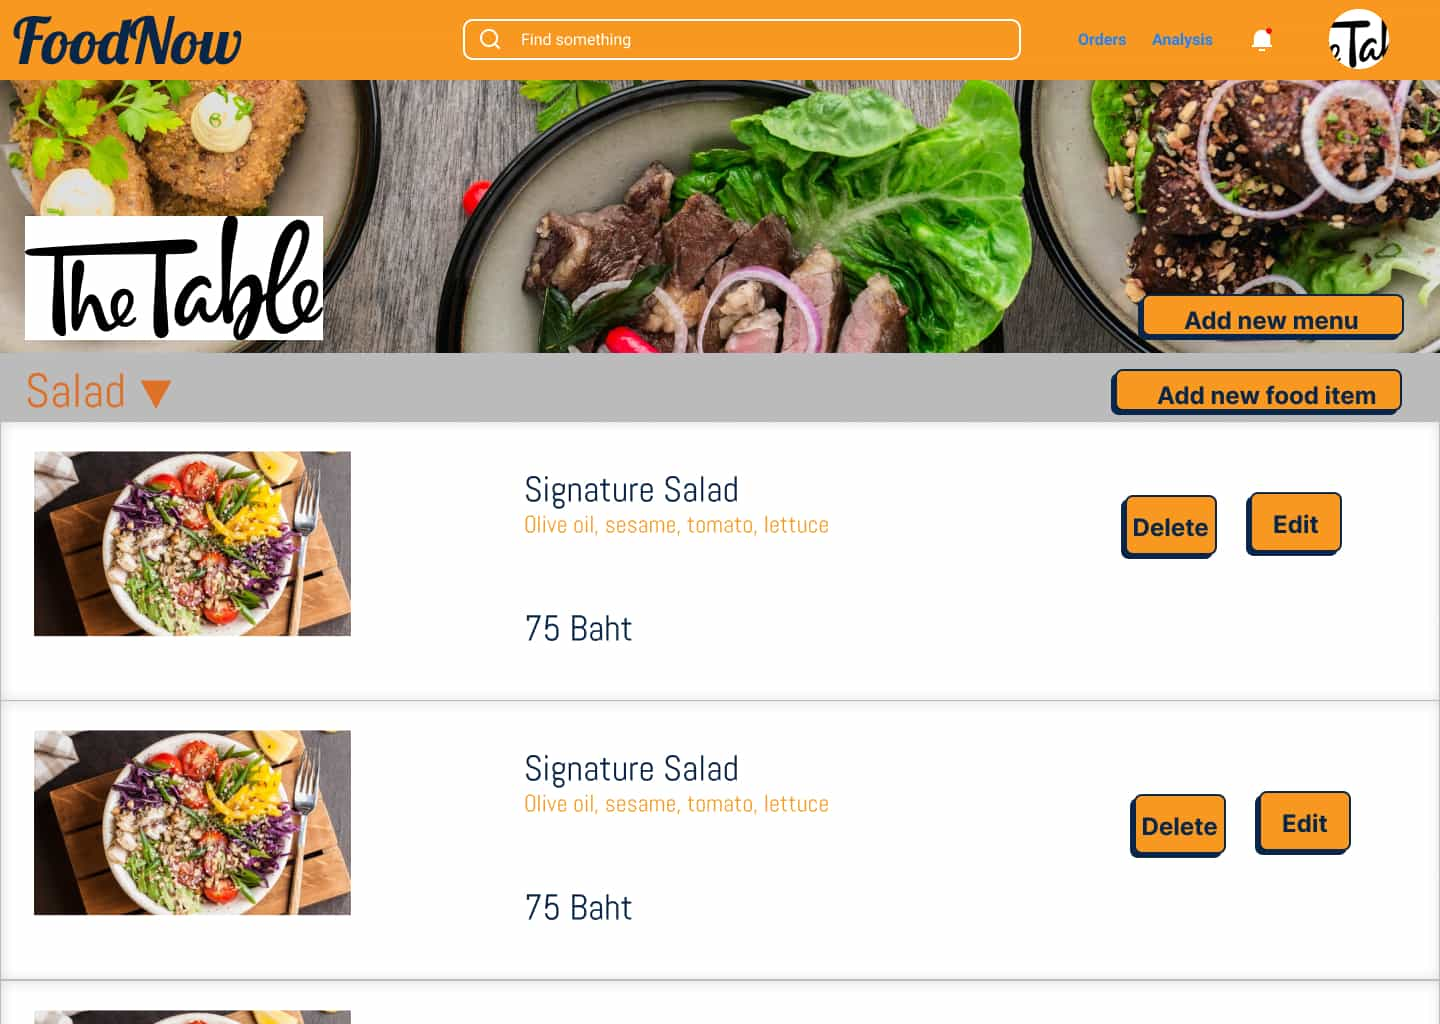 FoodNow
Find something
Orders
Analysis
The Table
Add new menu
Salad ▼
Add new food item
Signature Salad
Olive oil, sesame, tomato, lettuce
75 Baht
Delete
Edit
Signature Salad
Olive oil, sesame, tomato, lettuce
75 Baht
Delete
Edit